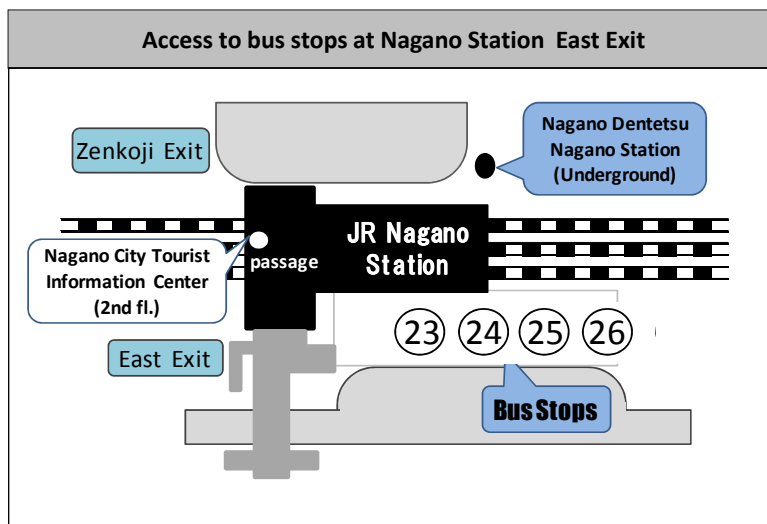 Access to bus stops at Nagano Station East Exit
Zenkoji Exit
Nagano Dentetsu
Nagano Station
(Underground)
JR Nagano
Station
passage
Nagano City Tourist
Information Center
(2nd fl.)
East Exit
23 24 25 26
Bus Stops